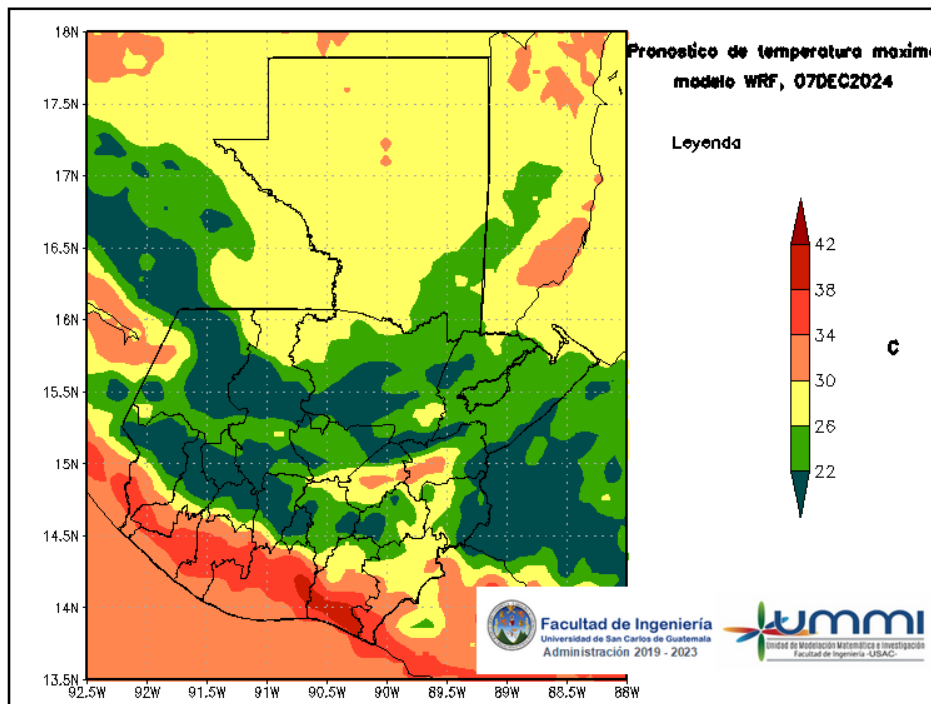 Pronostico de temperatura maxim
modelo WRF, 07DEC2024
Leyenda
42
38
34
30
26
22
C
18N
17.5N
17N
16.5N
16N
15.5N
15N
14.5N
14N
13.5N
92.5W 92W 91.5W 91W 90.5W 90W 89.5W 89W 88.5W 88W
Facultad de Ingeniería
Universidad de San Carlos de Guatemala
Administración 2019 - 2023
UMMI
Unidad de Modelación Matemática e Investigación
Facultad de Ingeniería -USAC-